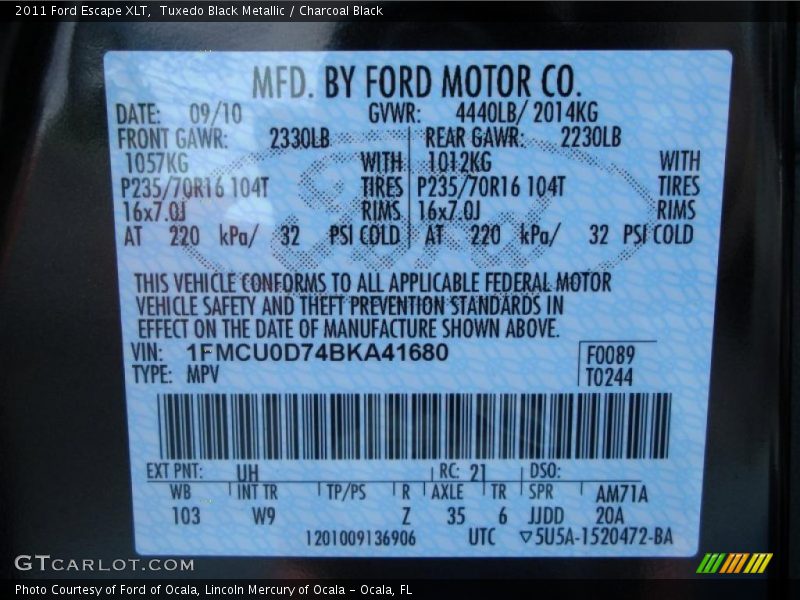 2011 Ford Escape XLT, Tuxedo Black Metallic / Charcoal Black
MFD. BY FORD MOTOR CO.
DATE: 09/10 GVWR: 4440LB/ 2014KG
FRONT GAWR: 2330LB REAR GAWR: 2230LB
1057KG WITH 1012KG WITH
P235/70R16 104T TIRES P235/70R16 104T TIRES
16x7.0J RIMS 16x7.0J RIMS
AT 220 kPa/ 32 PSI COLD AT 220 kPa/ 32 PSI COLD
THIS VEHICLE CONFORMS TO ALL APPLICABLE FEDERAL MOTOR
VEHICLE SAFETY AND THEFT PREVENTION STANDARDS IN
EFFECT ON THE DATE OF MANUFACTURE SHOWN ABOVE.
VIN: 1FMCU0D74BKA41680 F0089
TYPE: MPV T0244
EXT PNT: UH RC: 21 DSO:
WB INT TR TP/PS R AXLE TR SPR AM71A
103 W9 Z 35 6 JJDD 20A
1201009136906 UTC ▽5U5A-1520472-BA
Ford
GTCARLOT.COM
Photo Courtesy of Ford of Ocala, Lincoln Mercury of Ocala - Ocala, FL